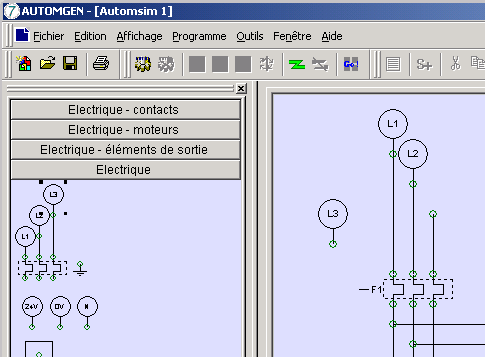 AUTOMGEN - [Automsim 1]
Fichier Edition Affichage Programme Outils Fenêtre Aide
Go!
S+
Electrique - contacts
Electrique - moteurs
Electrique - éléments de sortie
Electrique
L3
L2
L1
24V 0V N
L1
L2
L3
F1